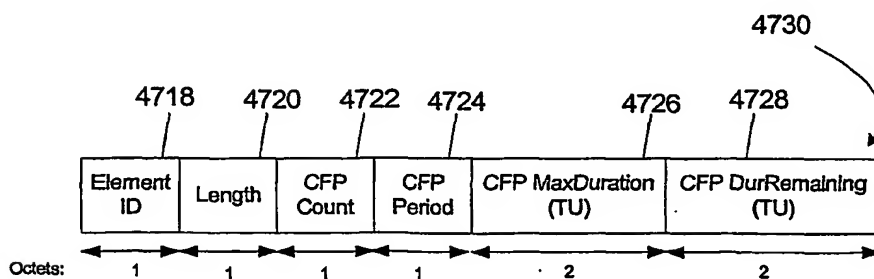 4730
4718 4720 4722 4724 4726 4728
Element ID Length CFP Count CFP Period CFP MaxDuration (TU) CFP DurRemaining (TU)
Octets: 1 1 1 1 2 2